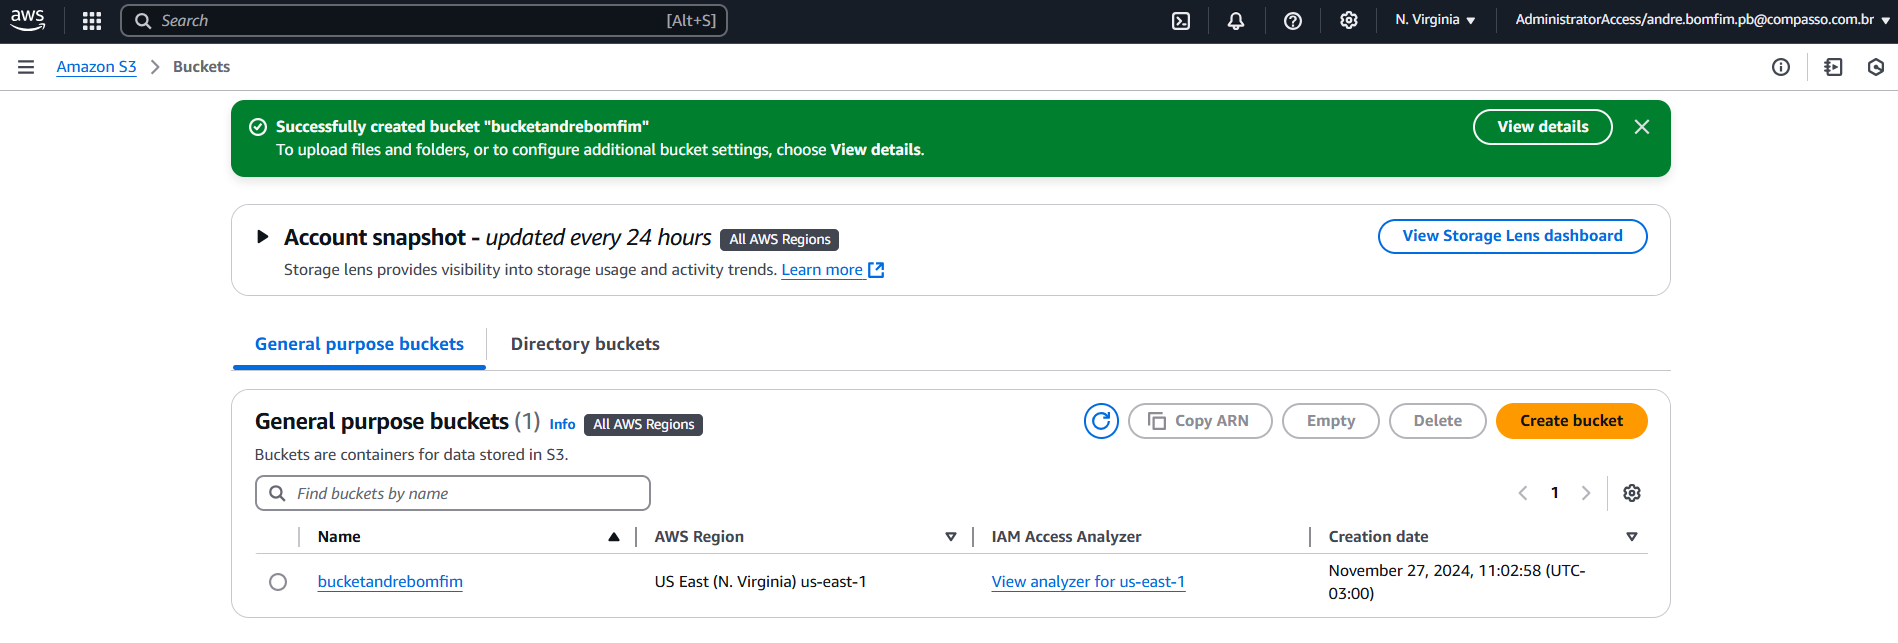 aws
Search [Alt+S]
N. Virginia
AdministratorAccess/andre.bomfim.pb@compasso.com.br
Amazon S3 > Buckets
Successfully created bucket "bucketandrebomfim"
To upload files and folders, or to configure additional bucket settings, choose View details.
View details
Account snapshot - updated every 24 hours All AWS Regions
Storage lens provides visibility into storage usage and activity trends. Learn more
View Storage Lens dashboard
General purpose buckets
Directory buckets
General purpose buckets (1) Info All AWS Regions
Buckets are containers for data stored in S3.
Copy ARN
Empty
Delete
Create bucket
Find buckets by name
1
Name
AWS Region
IAM Access Analyzer
Creation date
bucketandrebomfim
US East (N. Virginia) us-east-1
View analyzer for us-east-1
November 27, 2024, 11:02:58 (UTC-
03:00)